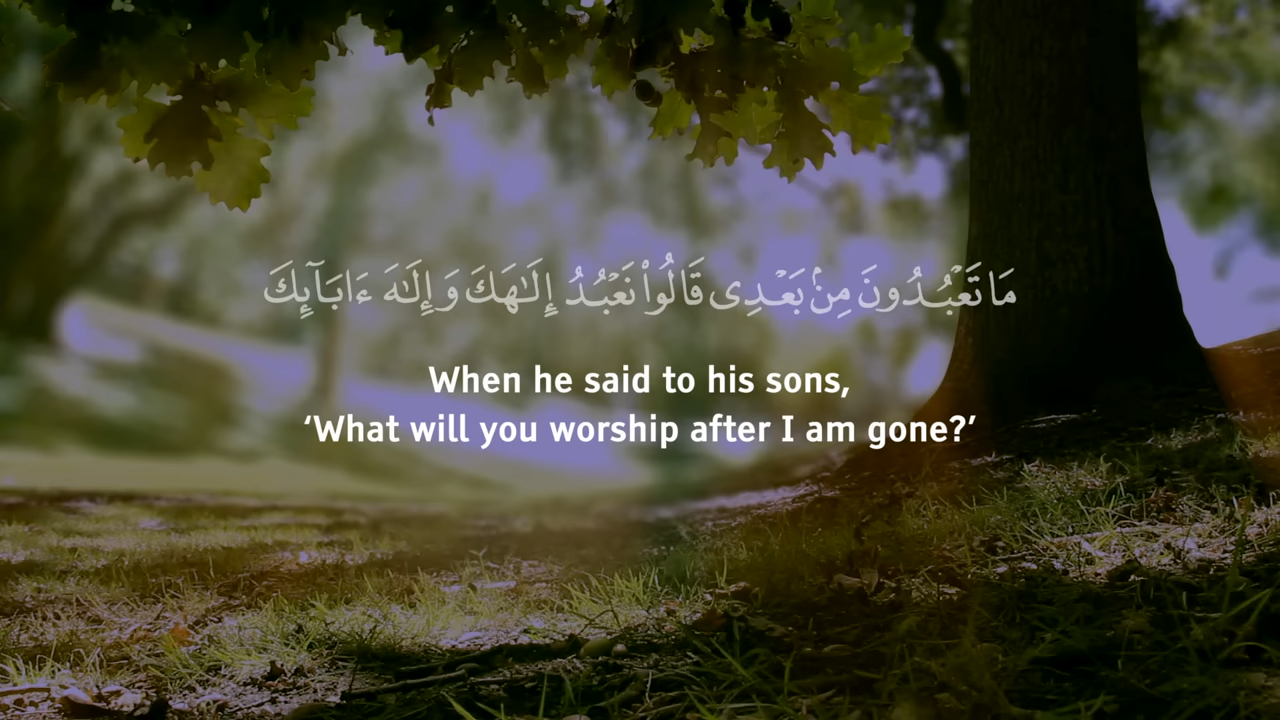 مَا تَعْبُدُونَ مِنۢ بَعْدِى قَالُوا۟ نَعْبُدُ إِلَـٰهَكَ وَإِلَـٰهَ ءَابَآئِكَ
When he said to his sons,
‘What will you worship after I am gone?’